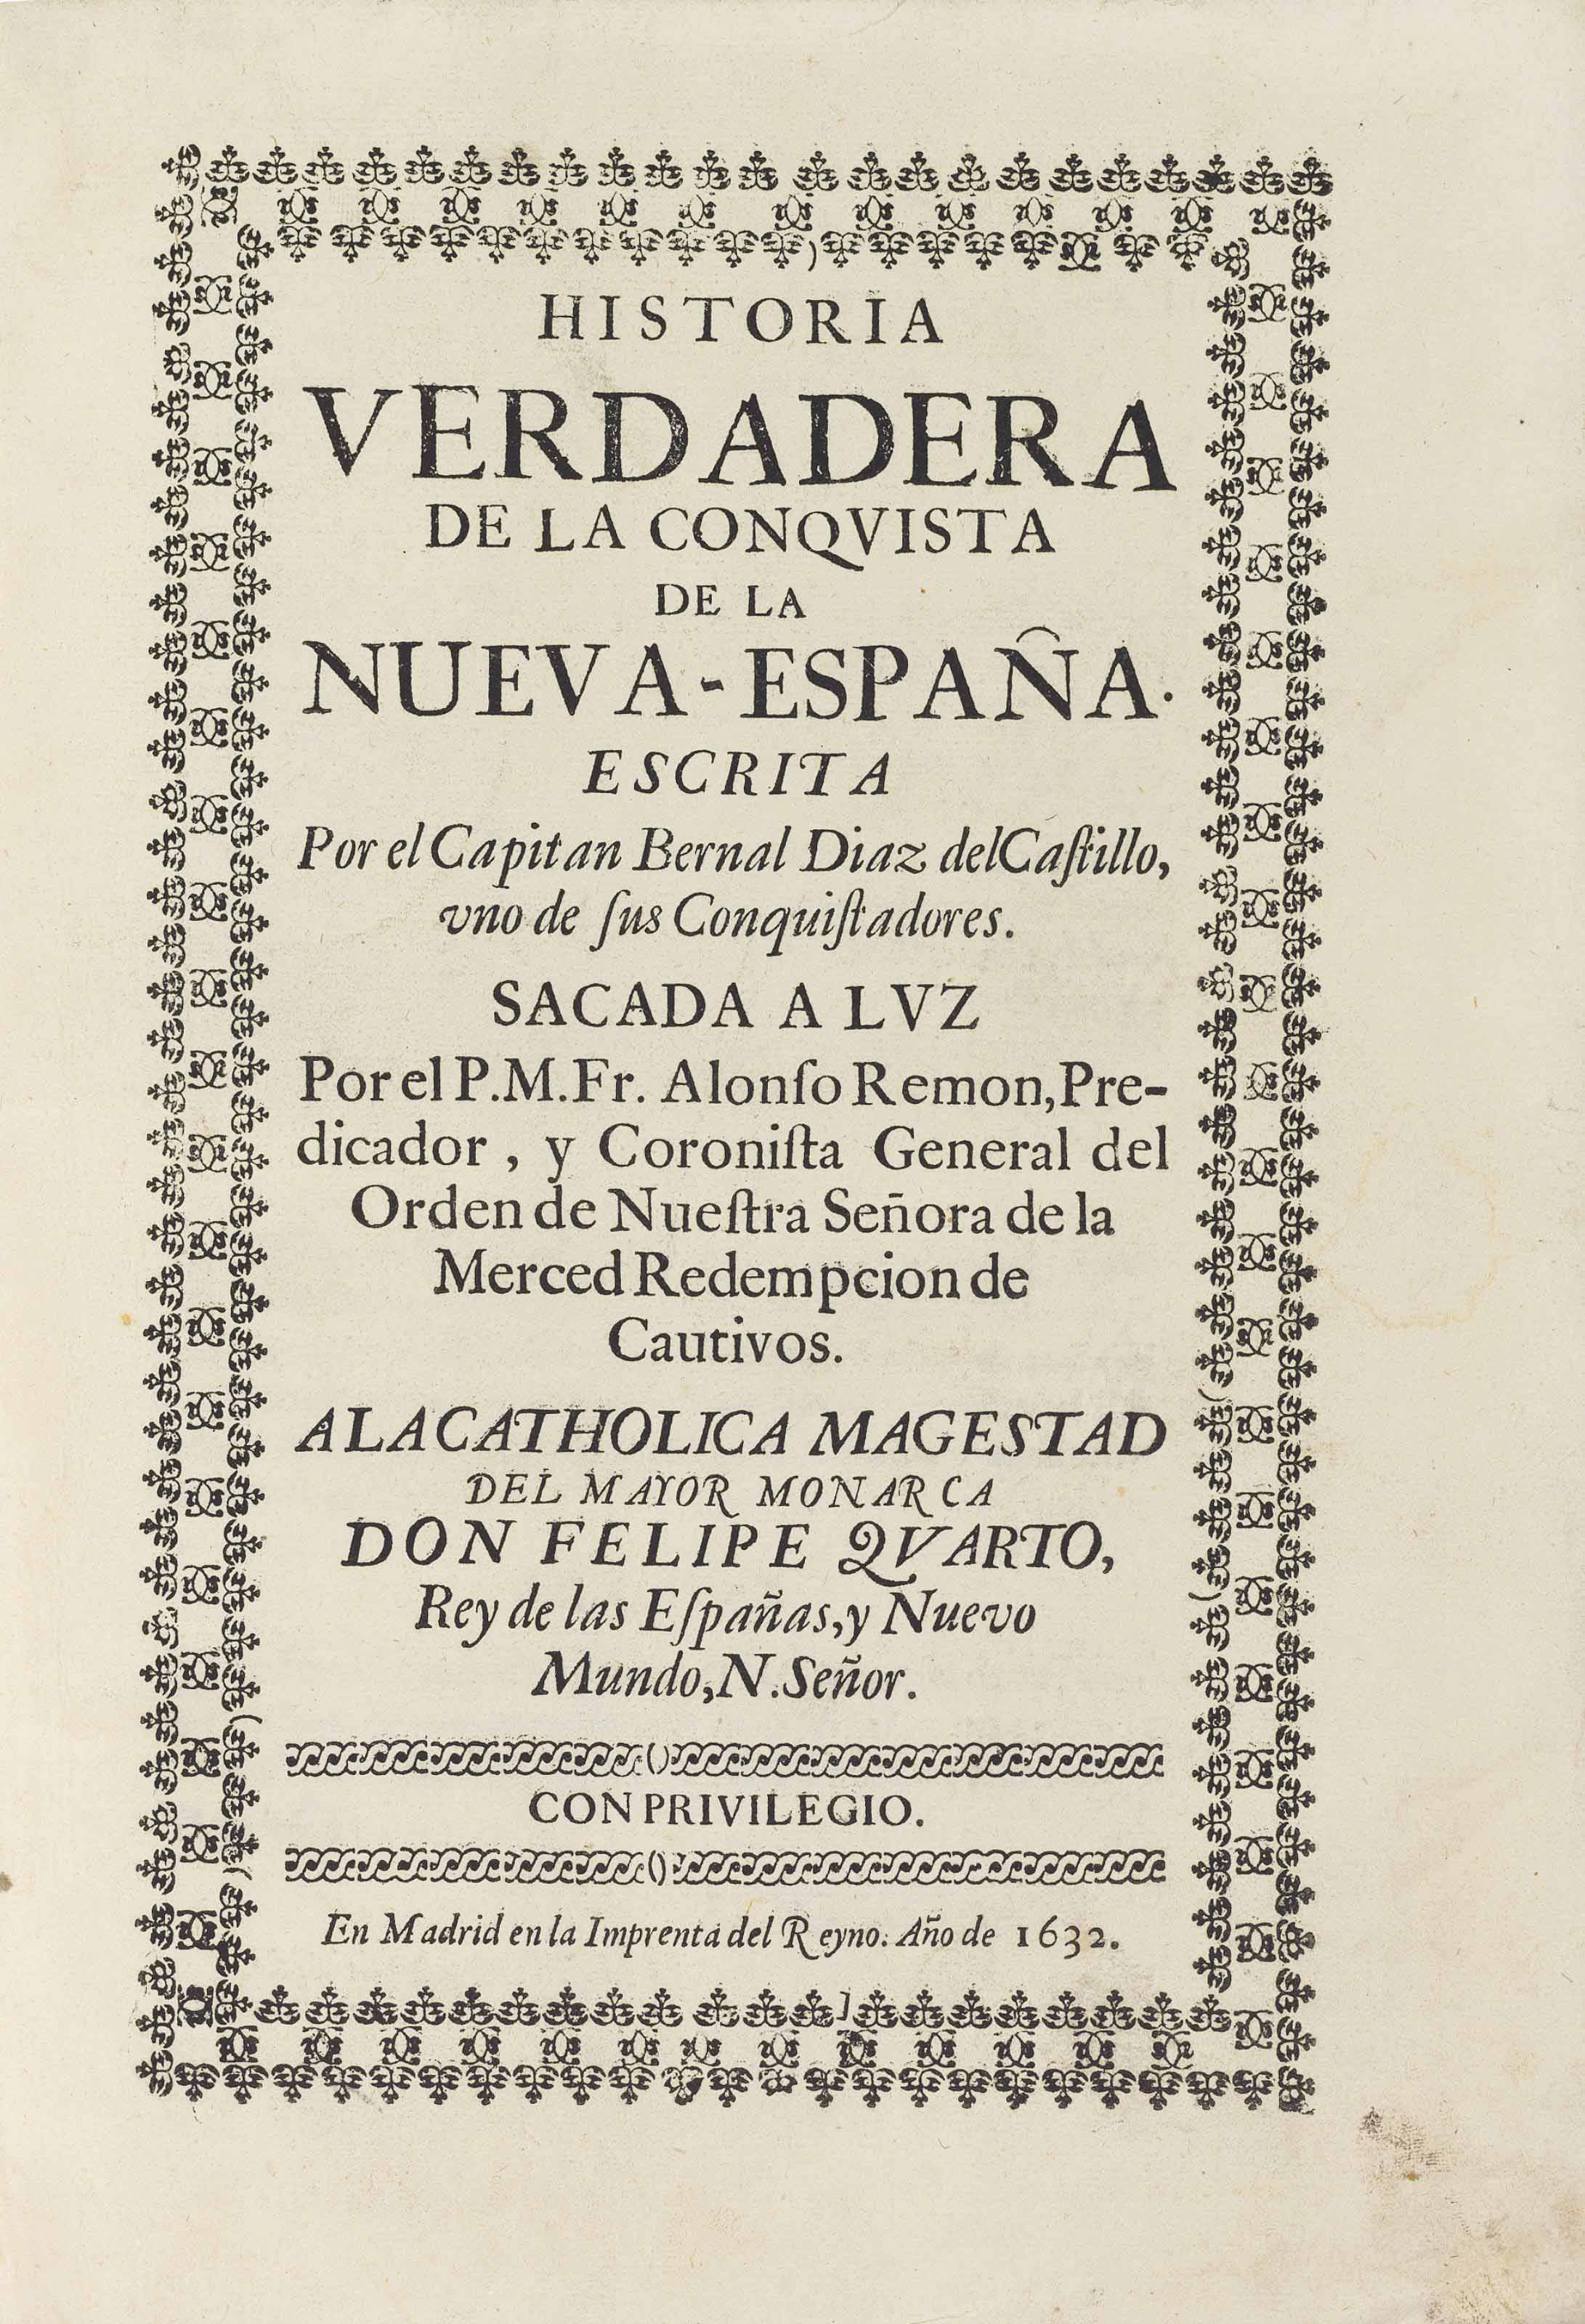 HISTORIA
VERDADERA
DE LA CONQVISTA
DE LA
NUEVA-ESPAÑA.
ESCRITA
Por el Capitan Bernal Diaz del Caſtillo,
vno de ſus Conquiſtadores.
SACADA A LVZ
Por el P.M.Fr. Alonſo Remon, Pre-
dicador, y Coroniſta General del
Orden de Nueſtra Señora de la
Merced Redempcion de
Cautivos.
A LA CATHOLICA MAGESTAD
DEL MAYOR MONARCA
DON FELIPE QVARTO,
Rey de las Eſpañas, y Nuevo
Mundo, N. Señor.
CON PRIVILEGIO.
En Madrid en la Imprenta del Reyno. Año de 1632.